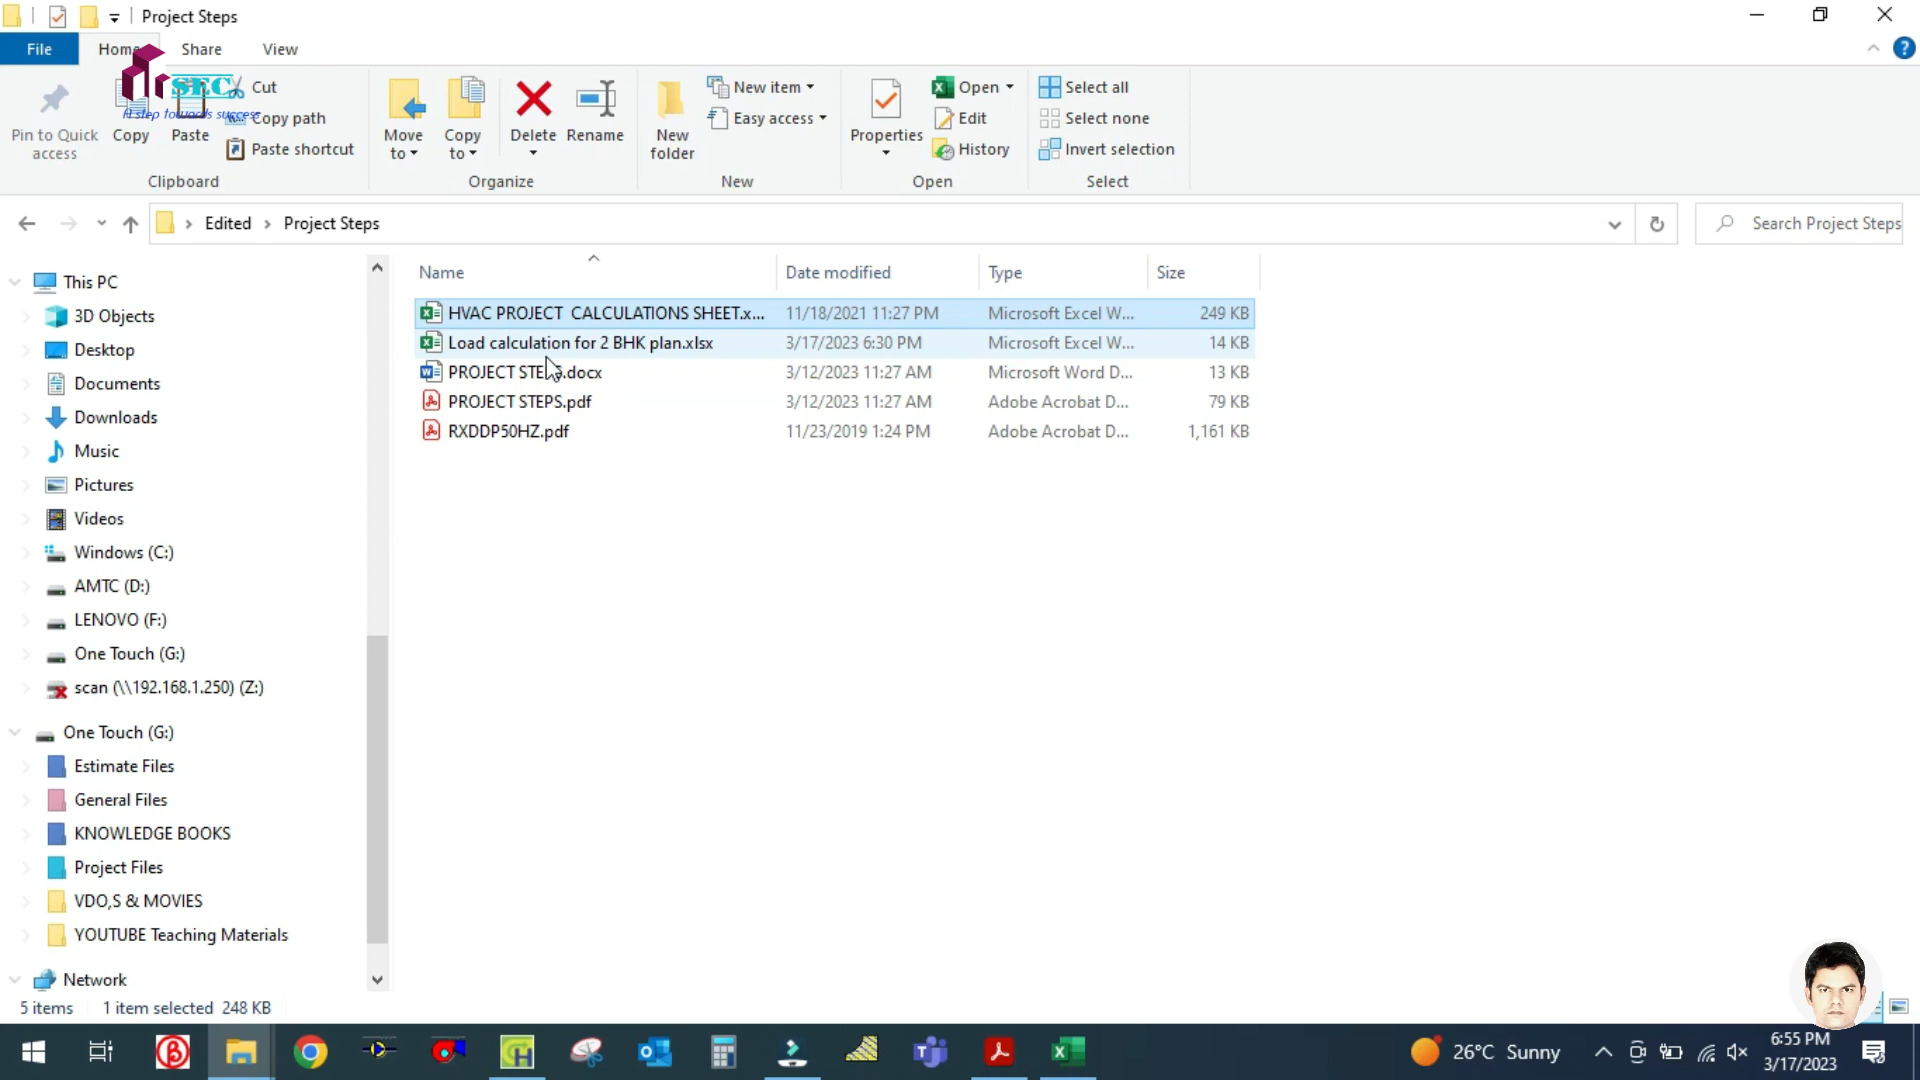 Project Steps
File Home Share View
Pin to Quick access
Copy
Paste
Cut
Copy path
Paste shortcut
Clipboard
Move to
Copy to
Delete
Rename
Organize
New folder
New item
Easy access
New
Properties
Open
Edit
History
Open
Select all
Select none
Invert selection
Select
SEC
A step towards success
Edited Project Steps
Search Project Steps
Name Date modified Type Size
HVAC PROJECT CALCULATIONS SHEET.x... 11/18/2021 11:27 PM Microsoft Excel W... 249 KB
Load calculation for 2 BHK plan.xlsx 3/17/2023 6:30 PM Microsoft Excel W... 14 KB
PROJECT STEPS.docx 3/12/2023 11:27 AM Microsoft Word D... 13 KB
PROJECT STEPS.pdf 3/12/2023 11:27 AM Adobe Acrobat D... 79 KB
RXDDP50HZ.pdf 11/23/2019 1:24 PM Adobe Acrobat D... 1,161 KB
This PC
3D Objects
Desktop
Documents
Downloads
Music
Pictures
Videos
Windows (C:)
AMTC (D:)
LENOVO (F:)
One Touch (G:)
scan (\\192.168.1.250) (Z:)
One Touch (G:)
Estimate Files
General Files
KNOWLEDGE BOOKS
Project Files
VDO,S & MOVIES
YOUTUBE Teaching Materials
Network
5 items 1 item selected 248 KB
26°C Sunny
6:55 PM
3/17/2023